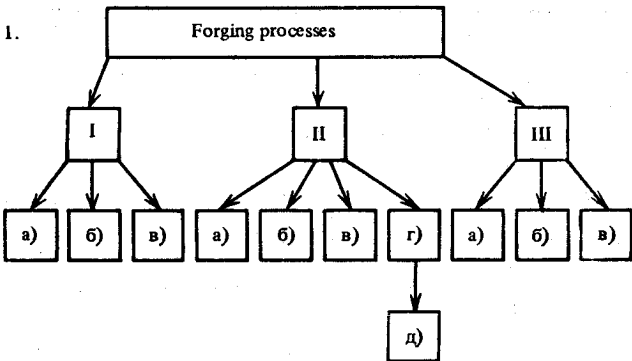 1. Forging processes
I II III
а) б) в) а) б) в) г) а) б) в)
д)